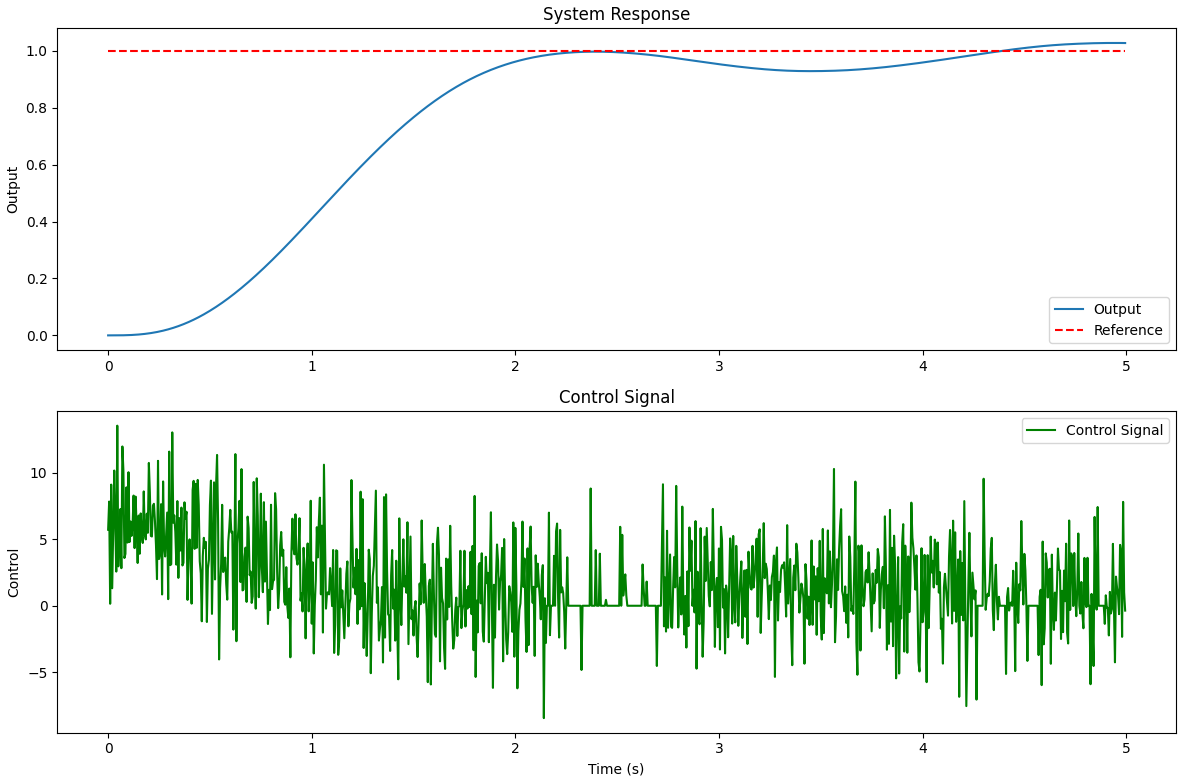 System Response
1.0
0.8
0.6
0.4
0.2
0.0
Output
Output
Reference
0 1 2 3 4 5
Control Signal
Control Signal
10
5
0
−5
Control
0 1 2 3 4 5
Time (s)